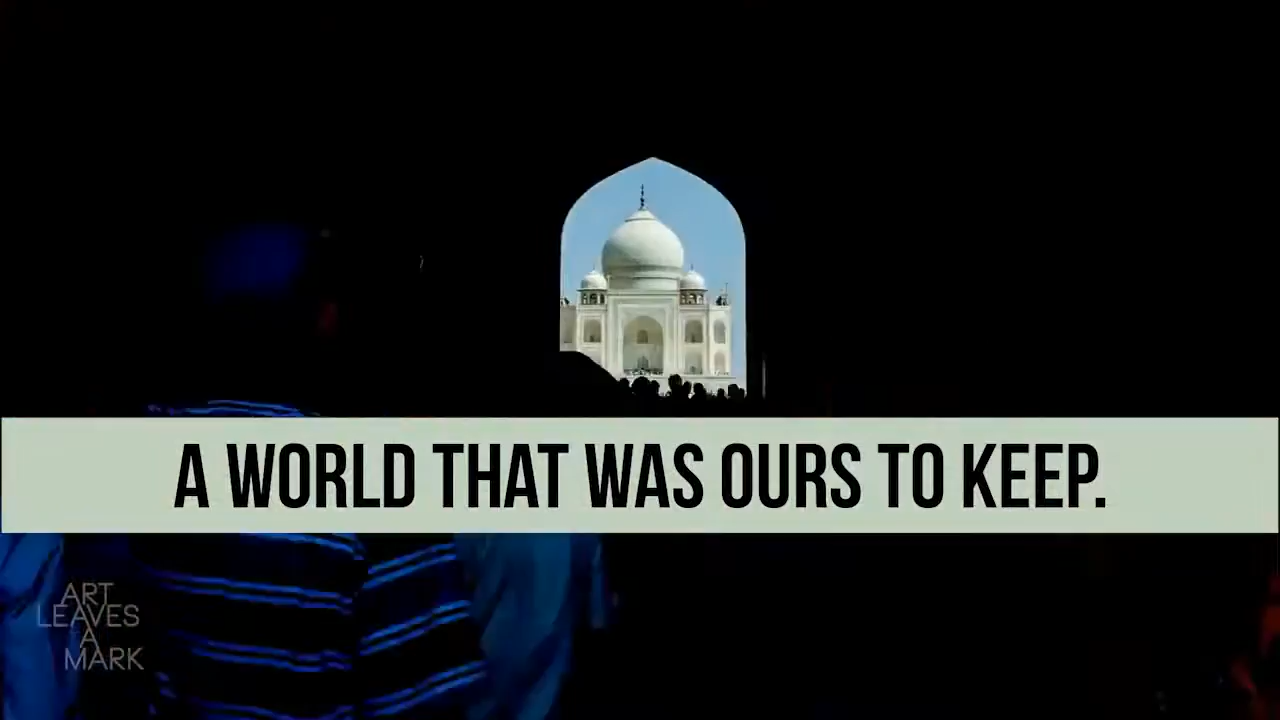 A WORLD THAT WAS OURS TO KEEP.
ART
LEAVES
A
MARK